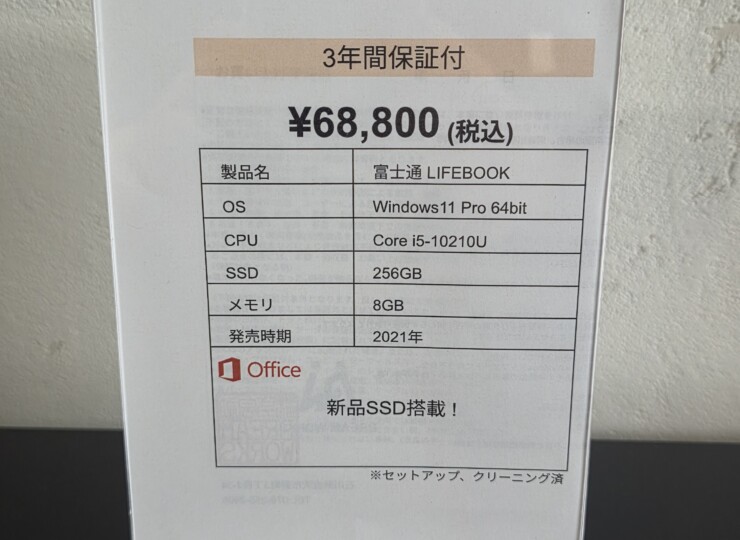 3年間保証付
¥68,800 (税込)
製品名 富士通 LIFEBOOK
OS Windows11 Pro 64bit
CPU Core i5-10210U
SSD 256GB
メモリ 8GB
発売時期 2021年
Office
新品SSD搭載！
※セットアップ、クリーニング済